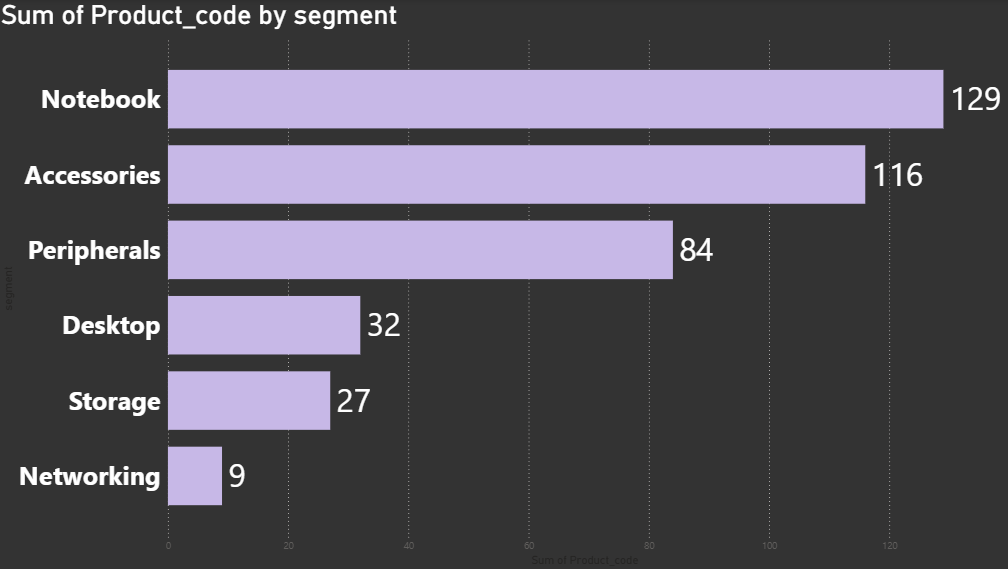 Sum of Product_code by segment
Notebook 129
Accessories 116
Peripherals 84
segment
Desktop 32
Storage 27
Networking 9
0 20 40 60 80 100 120
Sum of Product_code